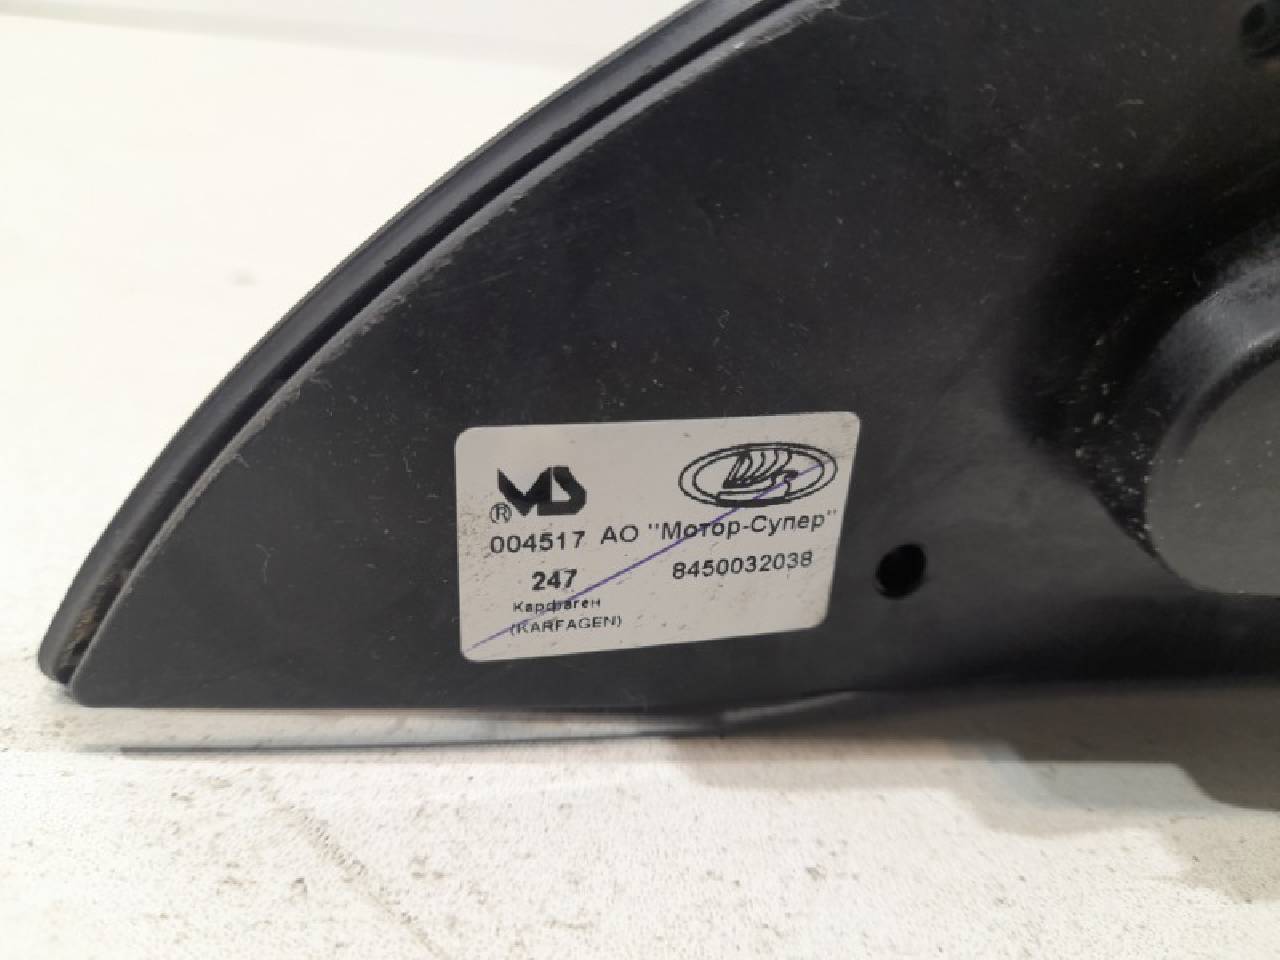 MS
®
004517 АО "Мотор-Супер"
247 8450032038
Карфаген
(KARFAGEN)